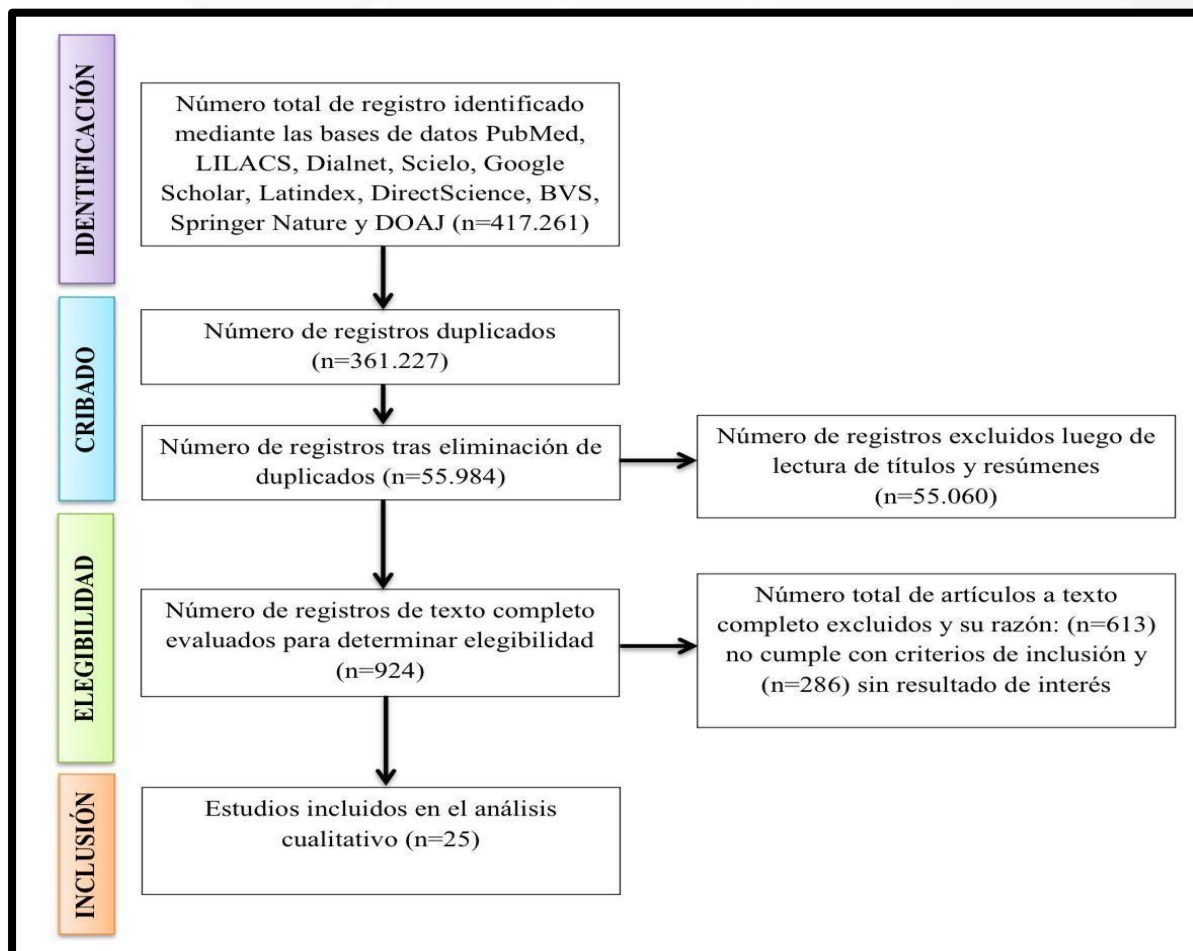 IDENTIFICACIÓN
Número total de registro identificado
mediante las bases de datos PubMed,
LILACS, Dialnet, Scielo, Google
Scholar, Latindex, DirectScience, BVS,
Springer Nature y DOAJ (n=417.261)
CRIBADO
Número de registros duplicados
(n=361.227)
Número de registros tras eliminación de
duplicados (n=55.984)
Número de registros excluidos luego de
lectura de títulos y resúmenes
(n=55.060)
ELEGIBILIDAD
Número de registros de texto completo
evaluados para determinar elegibilidad
(n=924)
Número total de artículos a texto
completo excluidos y su razón: (n=613)
no cumple con criterios de inclusión y
(n=286) sin resultado de interés
INCLUSIÓN
Estudios incluidos en el análisis
cualitativo (n=25)